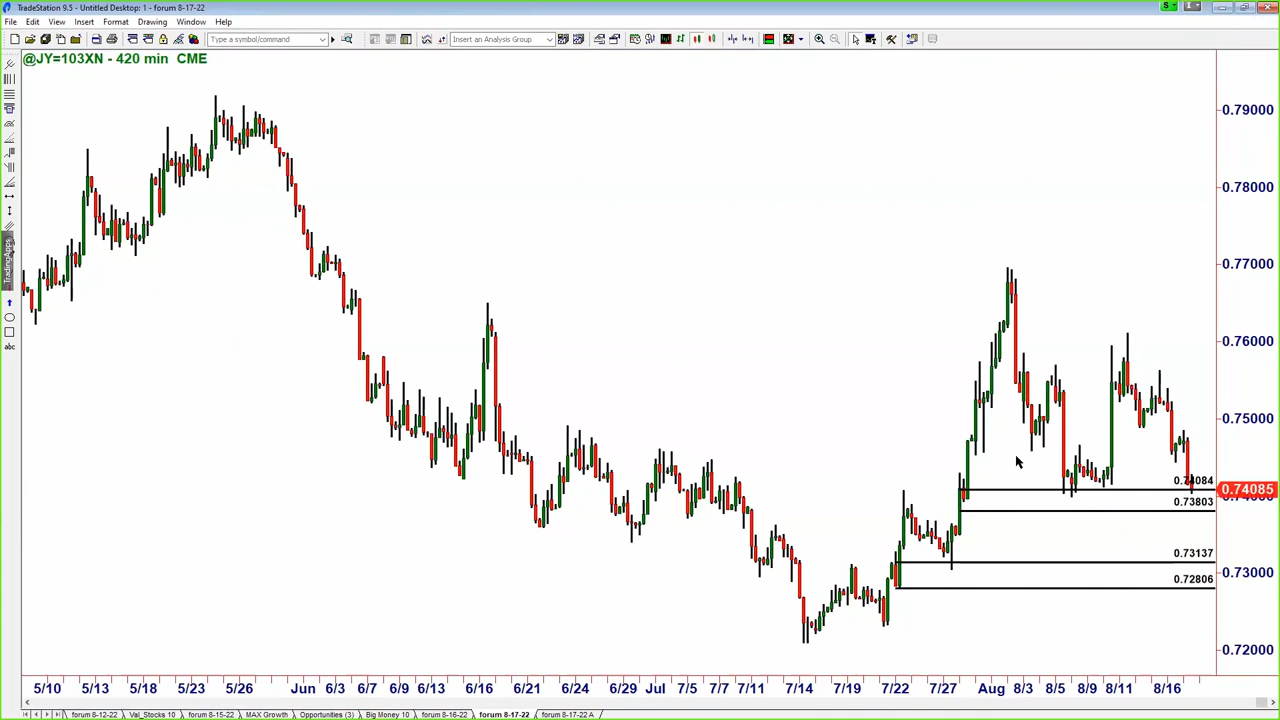 TradeStation 9.5 - Untitled Desktop: 1 - forum 8-17-22
File Edit View Insert Format Drawing Window Help
Type a symbol/command
Insert an Analysis Group
@JY=103XN - 420 min CME
TradingApps
abc
0.79000
0.78000
0.77000
0.76000
0.75000
0.74084
0.74085
0.73803
0.73137
0.73000
0.72806
0.72000
5/10 5/13 5/18 5/23 5/26 Jun 6/3 6/7 6/9 6/13 6/16 6/21 6/24 6/29 Jul 7/5 7/7 7/11 7/14 7/19 7/22 7/27 Aug 8/3 8/5 8/9 8/11 8/16
forum 8-12-22 Val_Stocks 10 forum 8-15-22 MAX Growth Opportunities (3) Big Money 10 forum 8-16-22 forum 8-17-22 forum 8-17-22 A